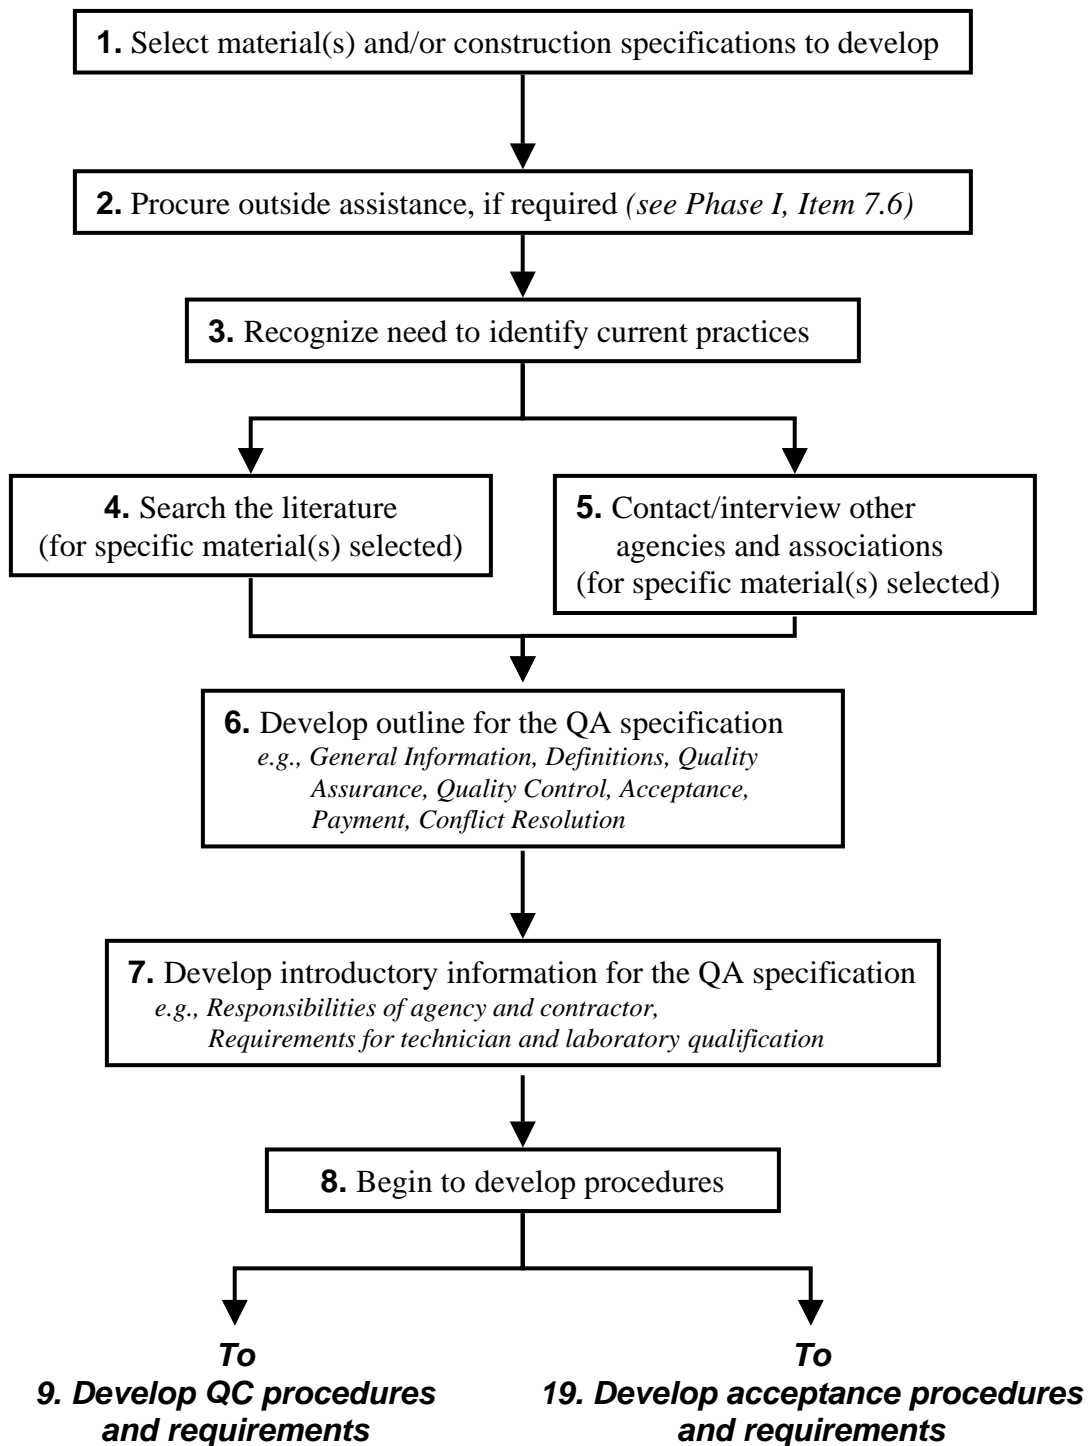 1. Select material(s) and/or construction specifications to develop
2. Procure outside assistance, if required (see Phase I, Item 7.6)
3. Recognize need to identify current practices
4. Search the literature
(for specific material(s) selected)
5. Contact/interview other
agencies and associations
(for specific material(s) selected)
6. Develop outline for the QA specification
e.g., General Information, Definitions, Quality
Assurance, Quality Control, Acceptance,
Payment, Conflict Resolution
7. Develop introductory information for the QA specification
e.g., Responsibilities of agency and contractor,
Requirements for technician and laboratory qualification
8. Begin to develop procedures
To
9. Develop QC procedures
and requirements
To
19. Develop acceptance procedures
and requirements